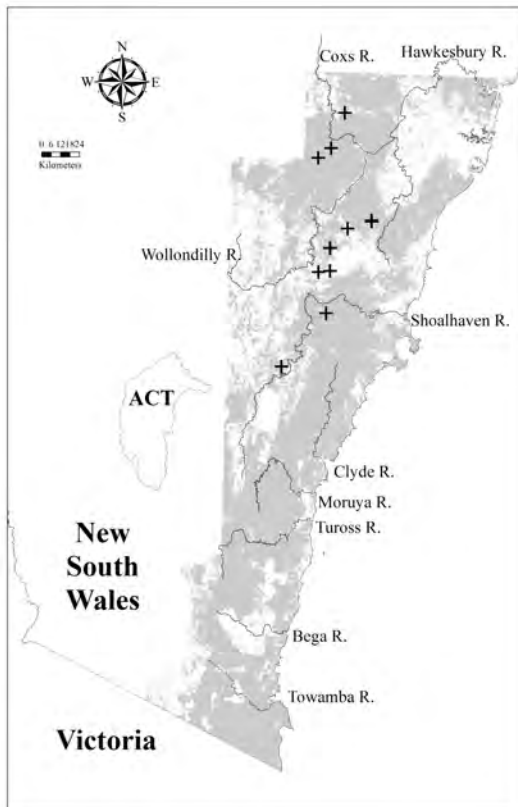 Coxs R.
Hawkesbury R.
N
W E
S
0 6 121824
Kilometers
Wollondilly R.
Shoalhaven R.
ACT
Clyde R.
Moruya R.
Tuross R.
New
South
Wales
Bega R.
Towamba R.
Victoria